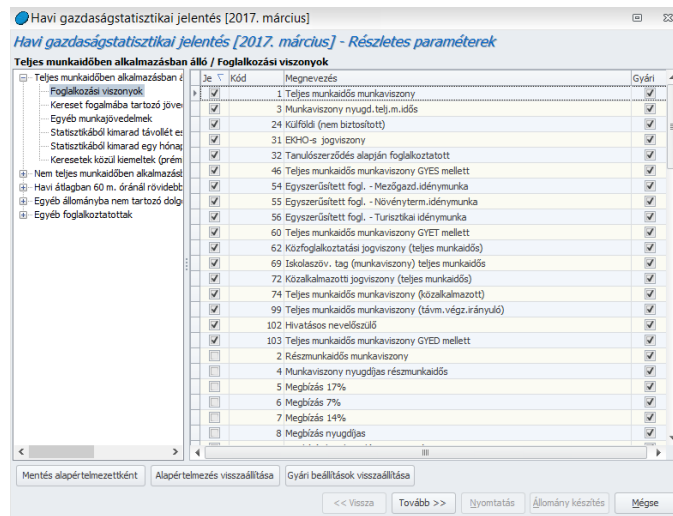 Havi gazdaságstatisztikai jelentés [2017. március]
Havi gazdaságstatisztikai jelentés [2017. március] - Részletes paraméterek
Teljes munkaidőben alkalmazásban álló / Foglalkozási viszonyok
Teljes munkaidőben alkalmazásban
Foglalkozási viszonyok
Kereset fogalmába tartozó jöve
Egyéb munkajövedelmek
Statisztikából kimarad távollét es
Statisztikából kimarad egy hónap
Keresetek közül kiemeltek (prém
Nem teljes munkaidőben alkalmazásb
Havi átlagban 60 m. óránál rövidebb
Egyéb állományba nem tartozó dolg
Egyéb foglalkoztatottak
Je Kód Megnevezés Gyári
1 Teljes munkaidős munkaviszony
3 Munkaviszony nyugd.telj.m.idős
24 Külföldi (nem biztosított)
31 EKHO-s jogviszony
32 Tanulószerződés alapján foglalkoztatott
46 Teljes munkaidős munkaviszony GYES mellett
54 Egyszerűsített fogl. - Mezőgazd.idénymunka
55 Egyszerűsített fogl. - Növényterm.idénymunka
56 Egyszerűsített fogl. - Turisztikai idénymunka
60 Teljes munkaidős munkaviszony GYET mellett
62 Közfoglalkoztatási jogviszony (teljes munkaidős)
69 Iskolaszöv. tag (munkaviszony) teljes munkaidős
72 Közalkalmazotti jogviszony (teljes munkaidős)
74 Teljes munkaidős munkaviszony (közalkalmazott)
99 Teljes munkaidős munkaviszony (távm.végz.irányuló)
102 Hivatásos nevelőszülő
103 Teljes munkaidős munkaviszony GYED mellett
2 Részmunkaidős munkaviszony
4 Munkaviszony nyugdíjas részmunkaidős
5 Megbízás 17%
6 Megbízás 7%
7 Megbízás 14%
8 Megbízás nyugdíjas
Mentés alapértelmezettként Alapértelmezés visszaállítása Gyári beállítások visszaállítása
<< Vissza Tovább >> Nyomtatás Állomány készítés Mégse